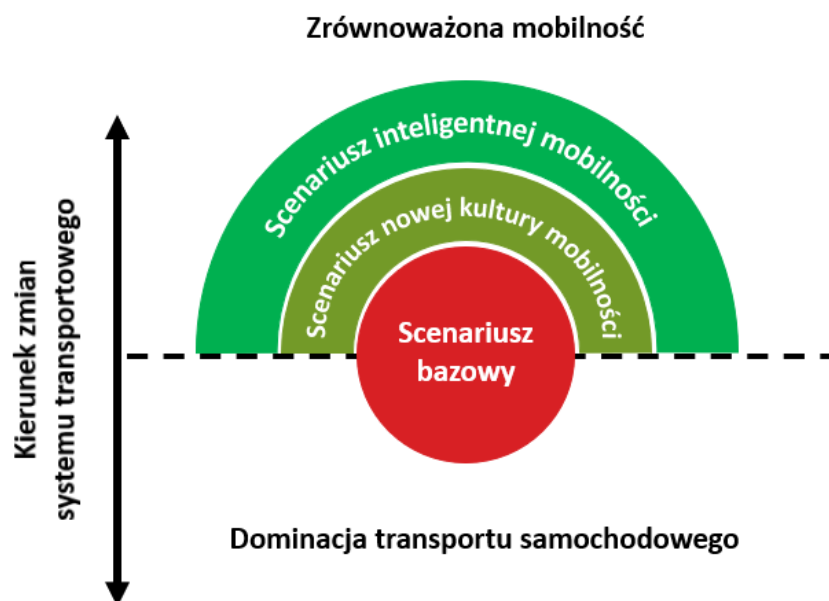 Zrównoważona mobilność
Scenariusz inteligentnej mobilności
Scenariusz nowej kultury mobilności
Scenariusz
bazowy
Kierunek zmian
systemu transportowego
Dominacja transportu samochodowego